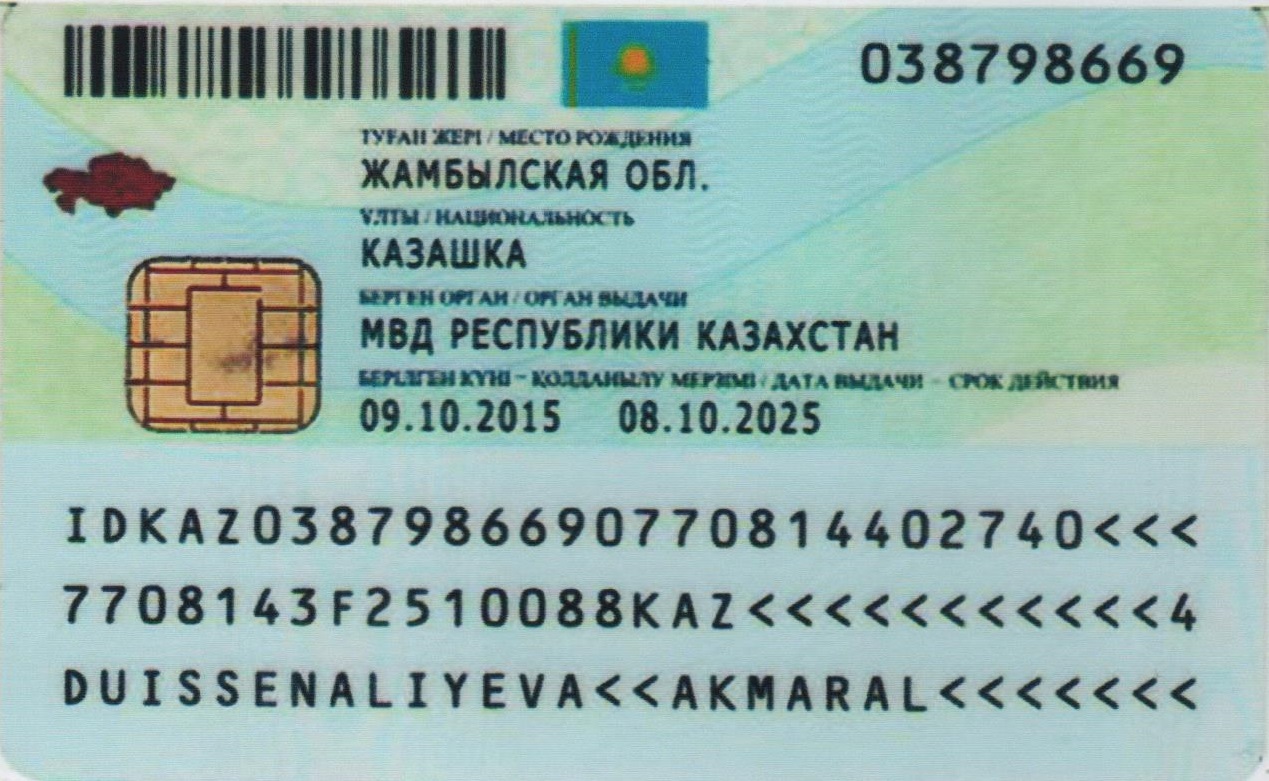 038798669
ТУҒАН ЖЕРІ / МЕСТО РОЖДЕНИЯ
ЖАМБЫЛСКАЯ ОБЛ.
ҰЛТЫ / НАЦИОНАЛЬНОСТЬ
КАЗАШКА
БЕРГЕН ОРГАН / ОРГАН ВЫДАЧИ
МВД РЕСПУБЛИКИ КАЗАХСТАН
БЕРІЛГЕН КҮНІ – ҚОЛДАНЫЛУ МЕРЗІМІ / ДАТА ВЫДАЧИ – СРОК ДЕЙСТВИЯ
09.10.2015 08.10.2025
IDKAZ0387986690770814402740<<<
7708143F2510088KAZ<<<<<<<<<<<4
DUISSENALIYEVA<<AKMARAL<<<<<<<